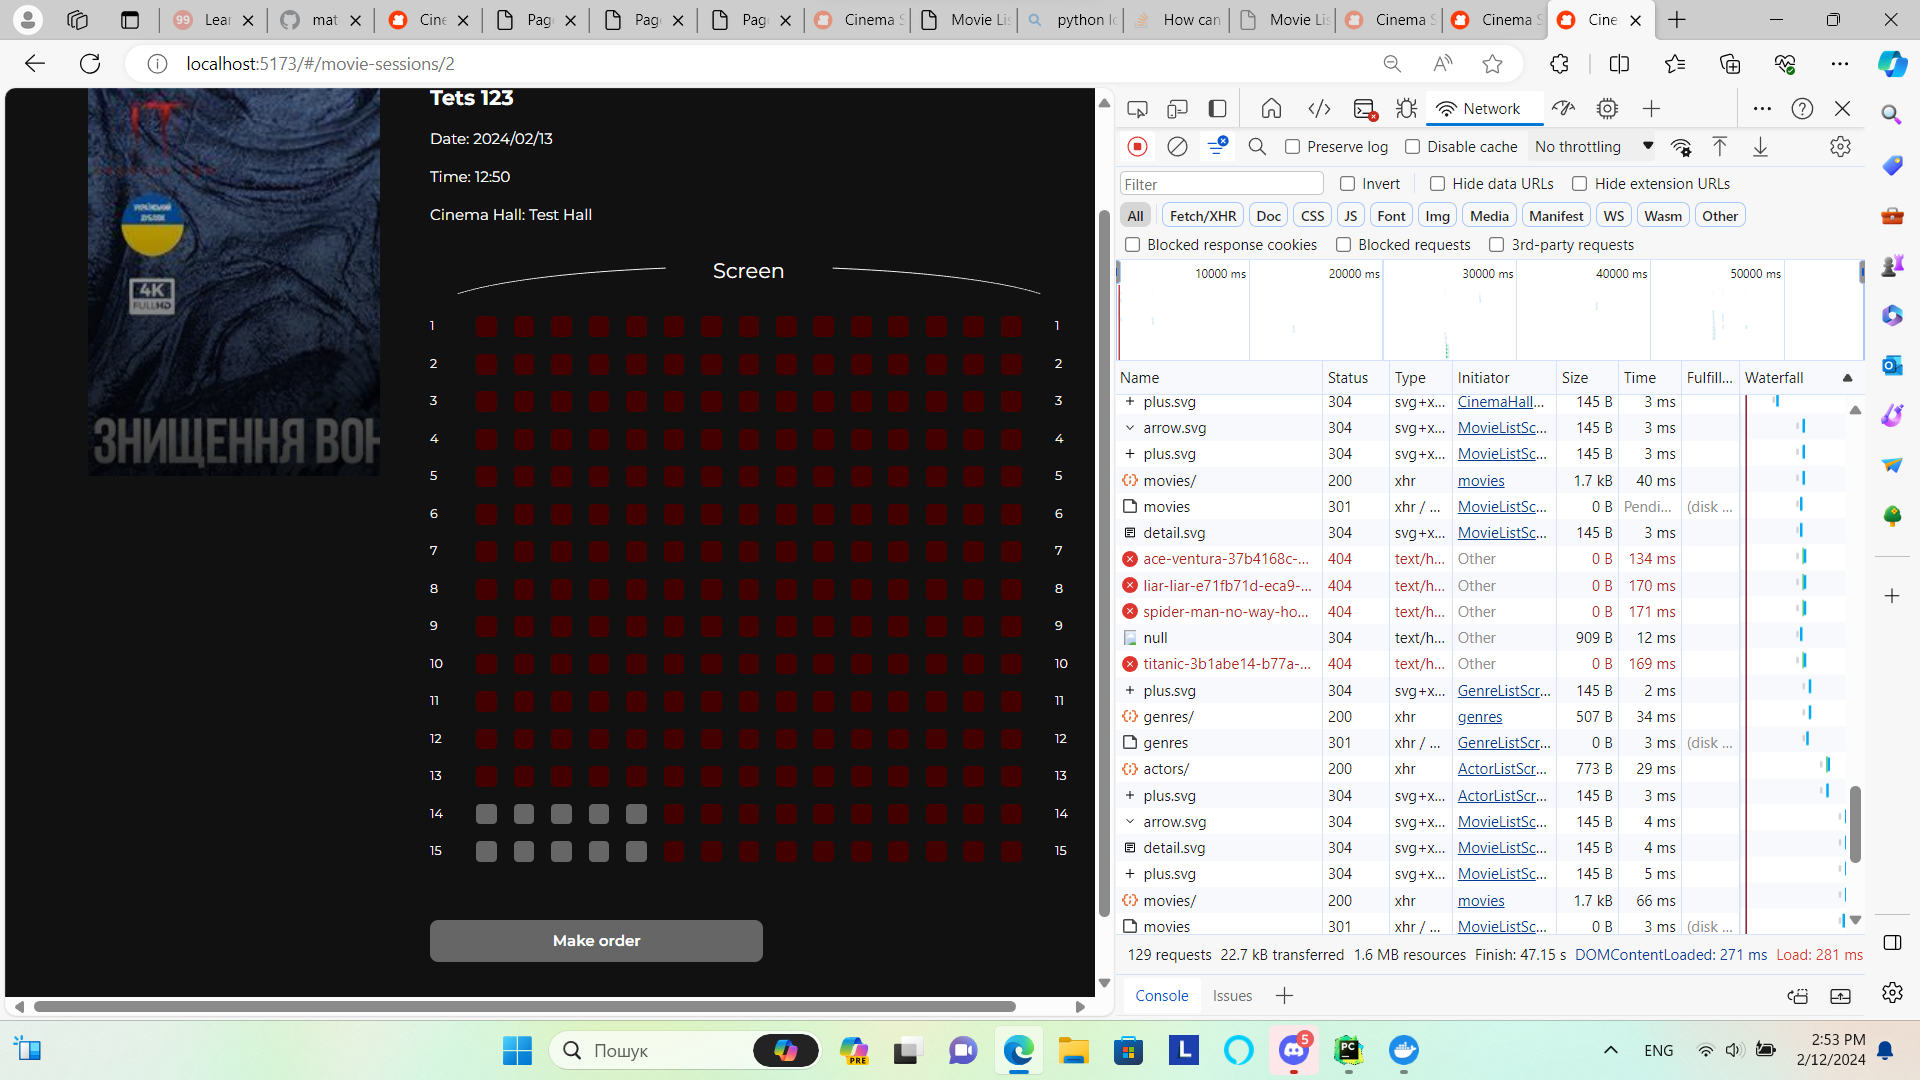 Lear
mat
Cine
Pag
Pag
Pag
Cinema S
Movie Lis
python lo
How can
Movie Lis
Cinema S
Cinema S
Cine
localhost:5173/#/movie-sessions/2
УКРАЇНСЬКИЙ
ДУБЛЯЖ
4K
FULLHD
ЗНИЩЕННЯ ВОН
Tets 123
Date: 2024/02/13
Time: 12:50
Cinema Hall: Test Hall
Screen
1 1
2 2
3 3
4 4
5 5
6 6
7 7
8 8
9 9
10 10
11 11
12 12
13 13
14 14
15 15
Make order
Network
Preserve log
Disable cache
No throttling
Filter
Invert
Hide data URLs
Hide extension URLs
All Fetch/XHR Doc CSS JS Font Img Media Manifest WS Wasm Other
Blocked response cookies
Blocked requests
3rd-party requests
10000 ms 20000 ms 30000 ms 40000 ms 50000 ms
Name Status Type Initiator Size Time Fulfill... Waterfall
plus.svg 304 svg+x... CinemaHall... 145 B 3 ms
arrow.svg 304 svg+x... MovieListSc... 145 B 3 ms
plus.svg 304 svg+x... MovieListSc... 145 B 3 ms
movies/ 200 xhr movies 1.7 kB 40 ms
movies 301 xhr / ... MovieListSc... 0 B Pendi... (disk ...
detail.svg 304 svg+x... MovieListSc... 145 B 3 ms
ace-ventura-37b4168c-... 404 text/h... Other 0 B 134 ms
liar-liar-e71fb71d-eca9-... 404 text/h... Other 0 B 170 ms
spider-man-no-way-ho... 404 text/h... Other 0 B 171 ms
null 304 text/h... Other 909 B 12 ms
titanic-3b1abe14-b77a-... 404 text/h... Other 0 B 169 ms
plus.svg 304 svg+x... GenreListScr... 145 B 2 ms
genres/ 200 xhr genres 507 B 34 ms
genres 301 xhr / ... GenreListScr... 0 B 3 ms (disk ...
actors/ 200 xhr ActorListScr... 773 B 29 ms
plus.svg 304 svg+x... ActorListScr... 145 B 3 ms
arrow.svg 304 svg+x... MovieListSc... 145 B 4 ms
detail.svg 304 svg+x... MovieListSc... 145 B 4 ms
plus.svg 304 svg+x... MovieListSc... 145 B 5 ms
movies/ 200 xhr movies 1.7 kB 66 ms
movies 301 xhr / ... MovieListSc... 0 B 3 ms (disk ...
129 requests 22.7 kB transferred 1.6 MB resources Finish: 47.15 s DOMContentLoaded: 271 ms Load: 281 ms
Console Issues
Пошук
PRE
L
5
PC
ENG
2:53 PM
2/12/2024